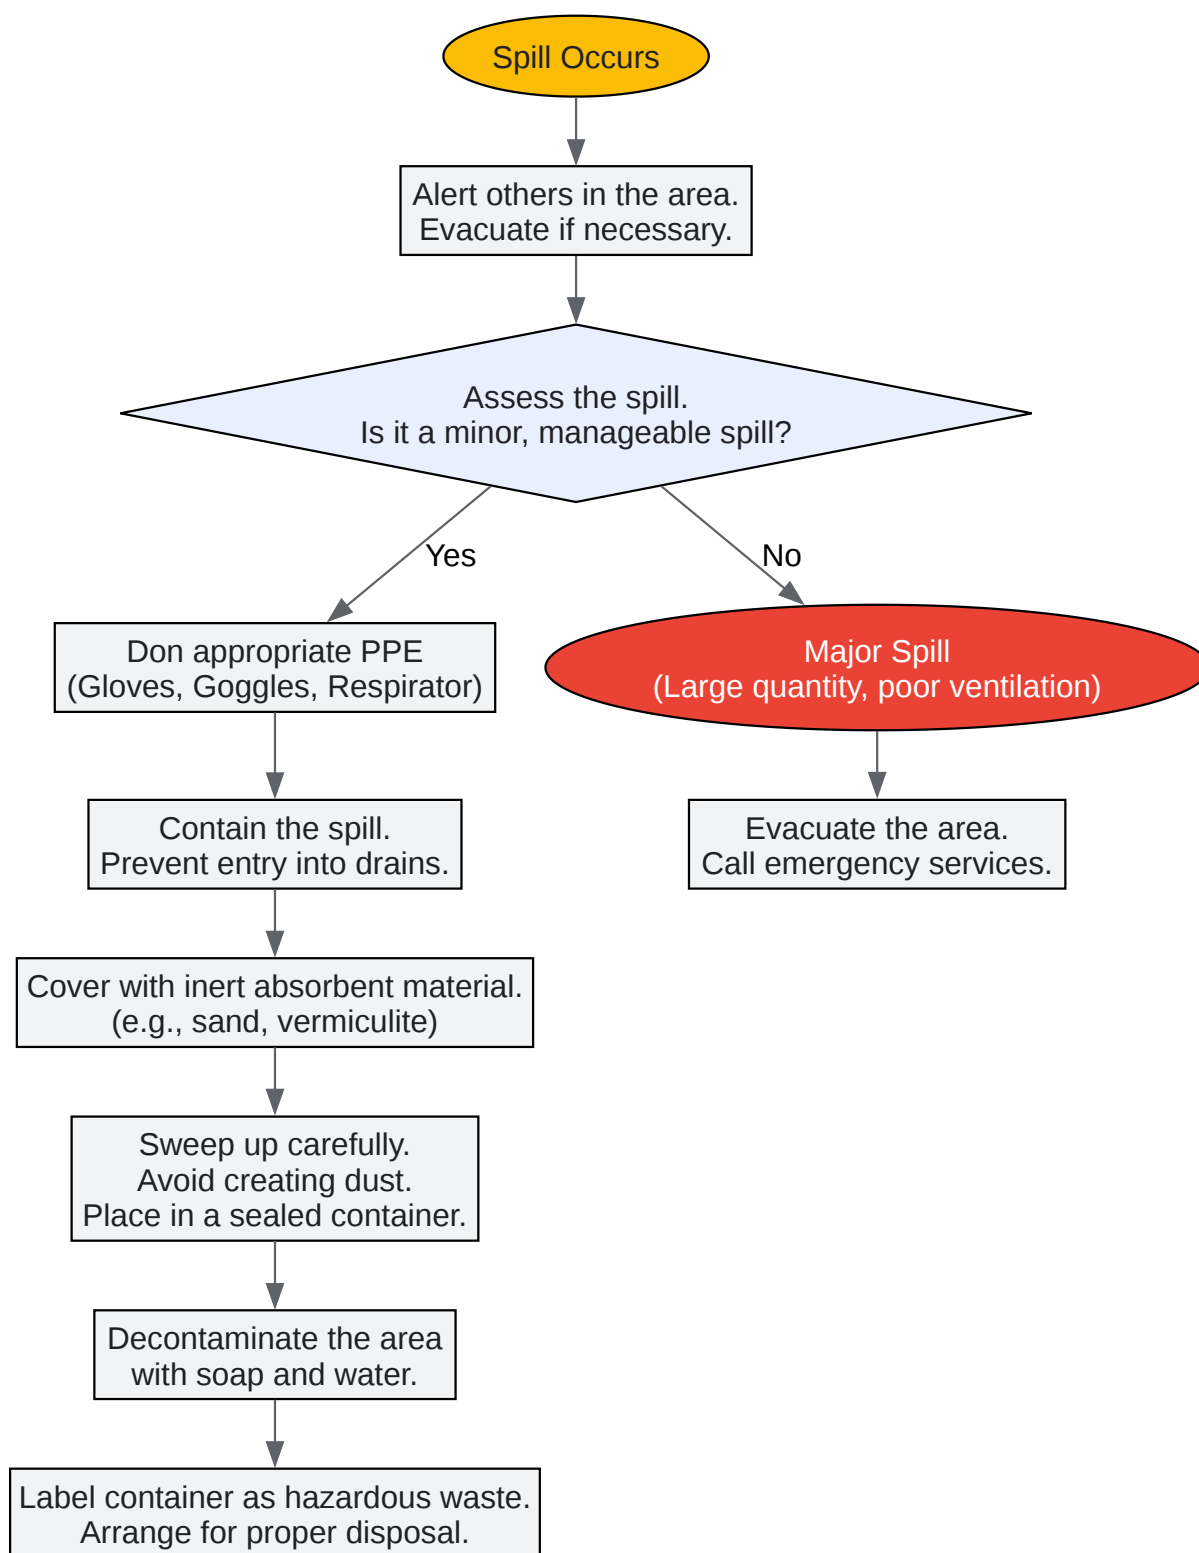 Spill Occurs
Alert others in the area.
Evacuate if necessary.
Assess the spill.
Is it a minor, manageable spill?
Yes
No
Don appropriate PPE
(Gloves, Goggles, Respirator)
Major Spill
(Large quantity, poor ventilation)
Contain the spill.
Prevent entry into drains.
Evacuate the area.
Call emergency services.
Cover with inert absorbent material.
(e.g., sand, vermiculite)
Sweep up carefully.
Avoid creating dust.
Place in a sealed container.
Decontaminate the area
with soap and water.
Label container as hazardous waste.
Arrange for proper disposal.